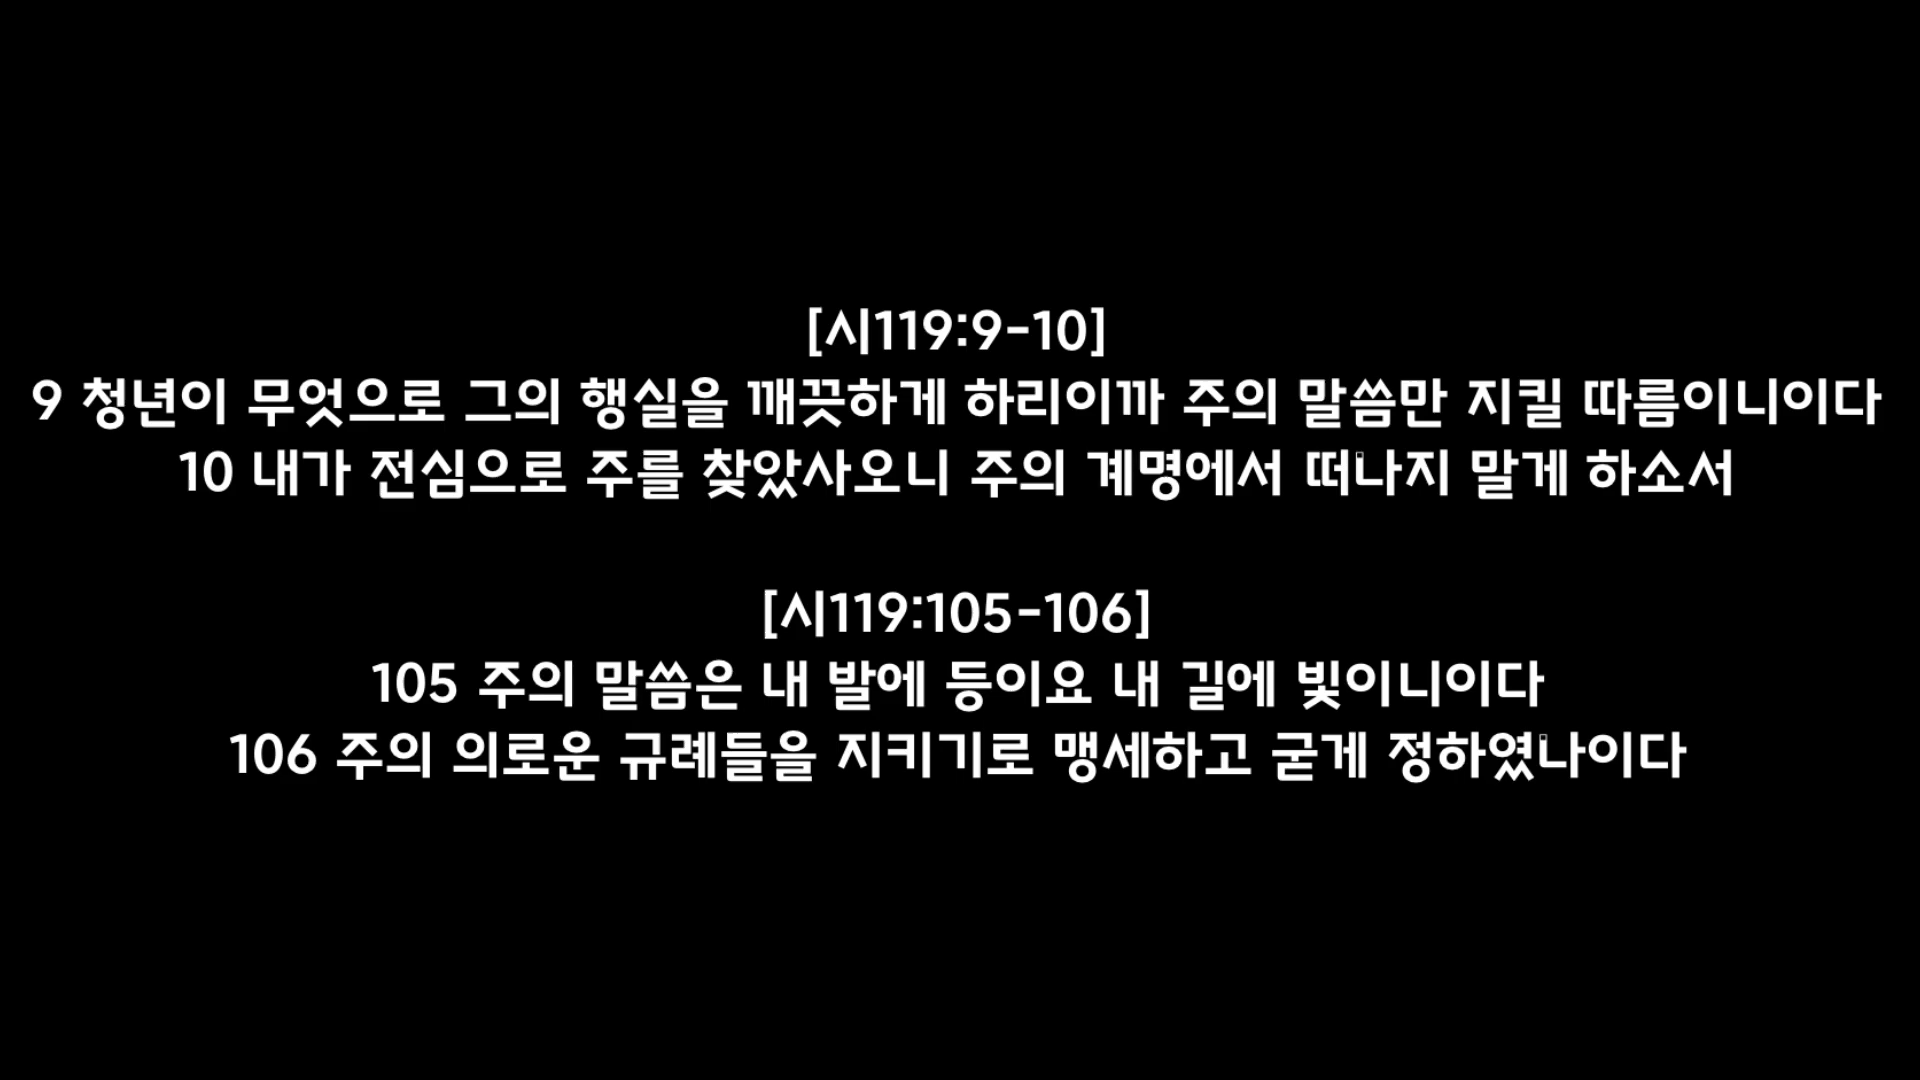 [시119:9-10]
9 청년이 무엇으로 그의 행실을 깨끗하게 하리이까 주의 말씀만 지킬 따름이니이다
10 내가 전심으로 주를 찾았사오니 주의 계명에서 떠나지 말게 하소서
[시119:105-106]
105 주의 말씀은 내 발에 등이요 내 길에 빛이니이다
106 주의 의로운 규례들을 지키기로 맹세하고 굳게 정하였나이다